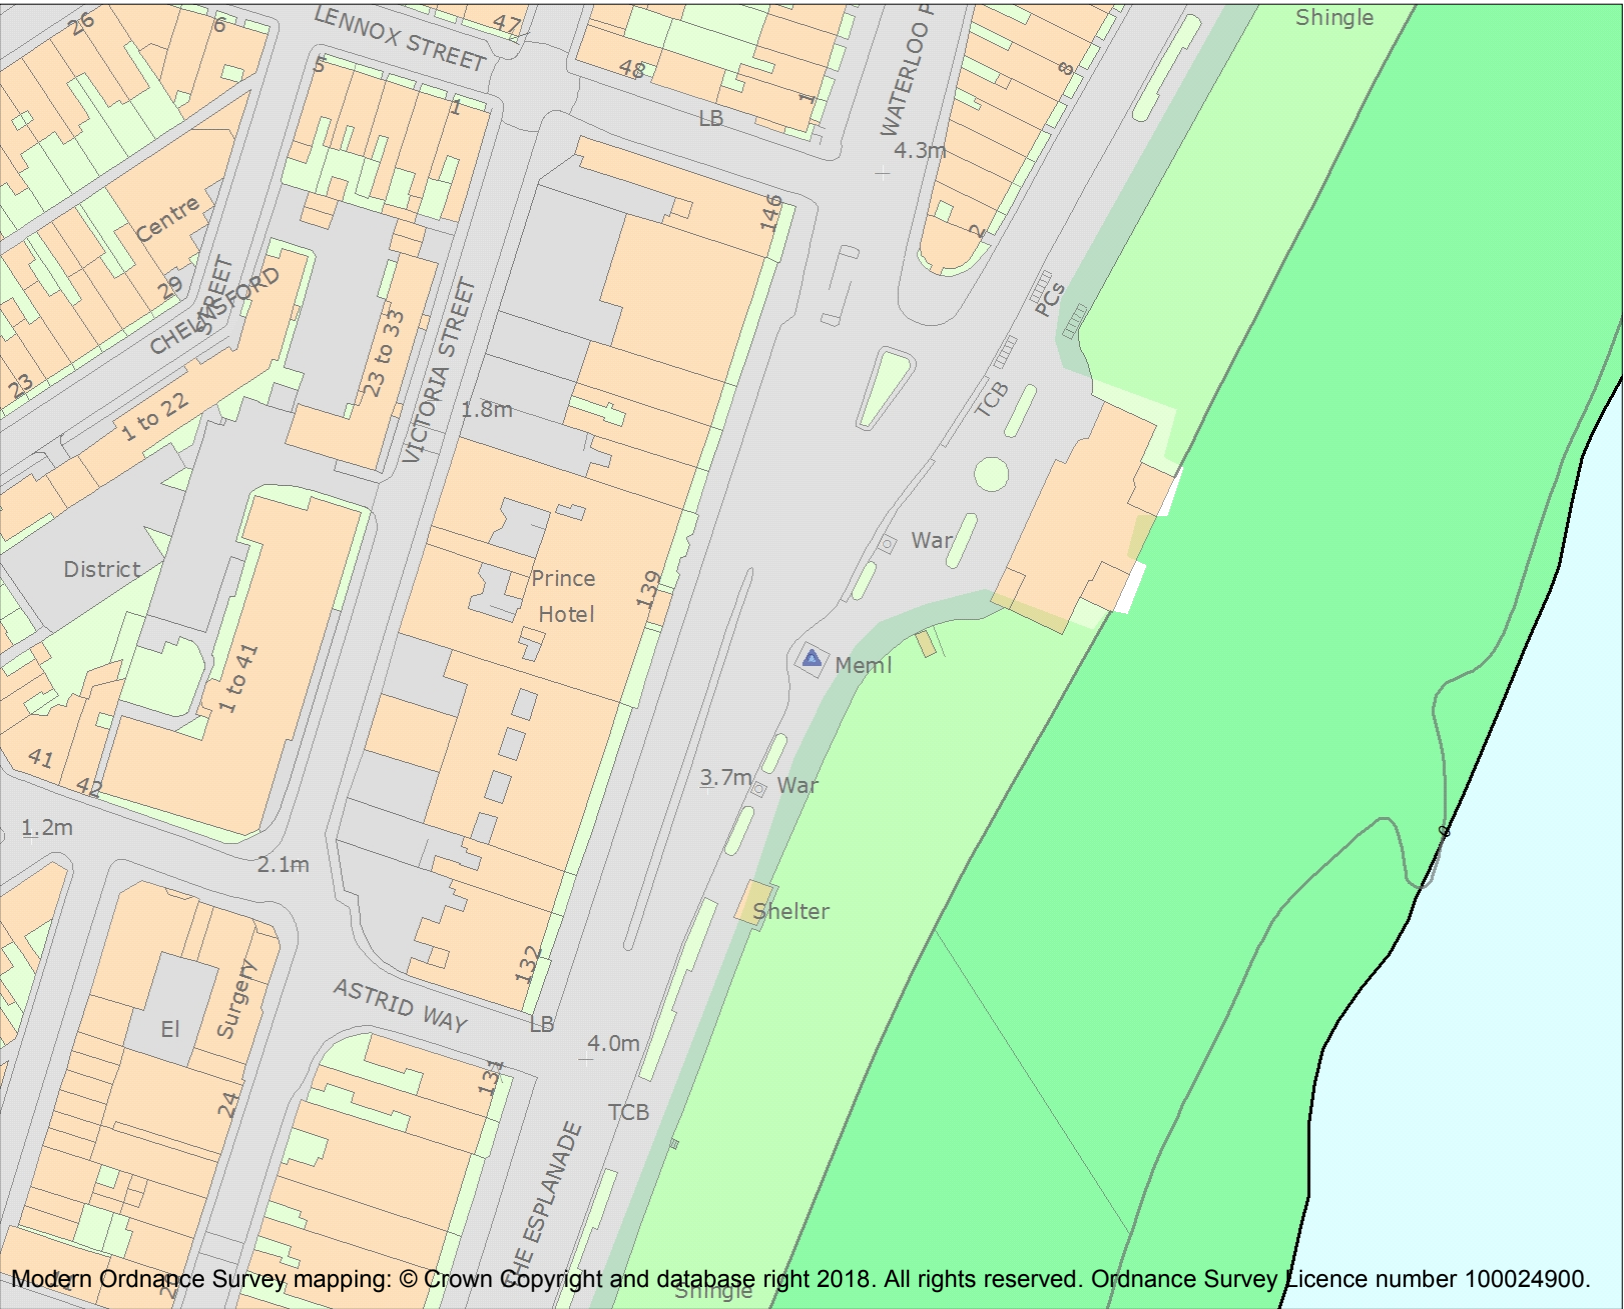 26
6
LENNOX STREET
47
Shingle
5
48
8
1
1
LB
WATERLOO P
4.3m
146
Centre
2
29
CHELMSFORD
STREET
PCs
23
23 to 33
VICTORIA STREET
1.8m
TCB
1 to 22
War
District
Prince
Hotel
139
1 to 41
Meml
41
42
3.7m
War
1.2m
2.1m
Shelter
132
ASTRID WAY
Surgery
El
LB
4.0m
131
24
TCB
THE ESPLANADE
Shingle
Modern Ordnance Survey mapping: © Crown Copyright and database right 2018. All rights reserved. Ordnance Survey Licence number 100024900.